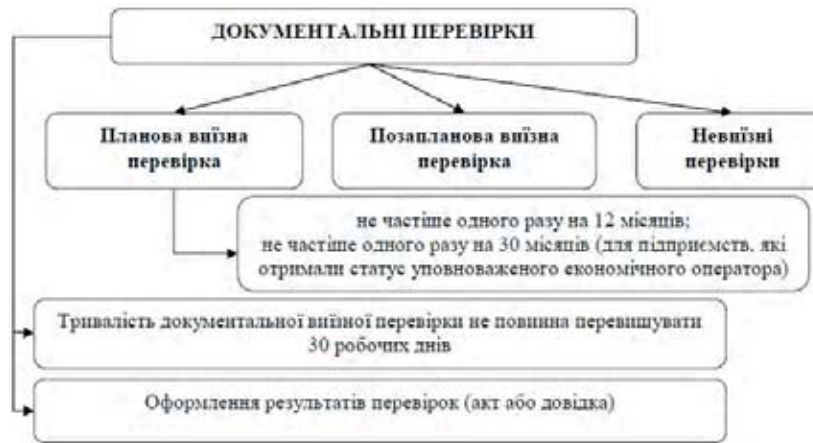 ДОКУМЕНТАЛЬНІ ПЕРЕВІРКИ
Планова виїзна
перевірка
Позапланова виїзна
перевірка
Невиїзні
перевірки
не частіше одного разу на 12 місяців;
не частіше одного разу на 30 місяців (для підприємств, які
отримали статус уповноваженого економічного оператора)
Тривалість документальної виїзної перевірки не повинна перевищувати
30 робочих днів
Оформлення результатів перевірок (акт або довідка)